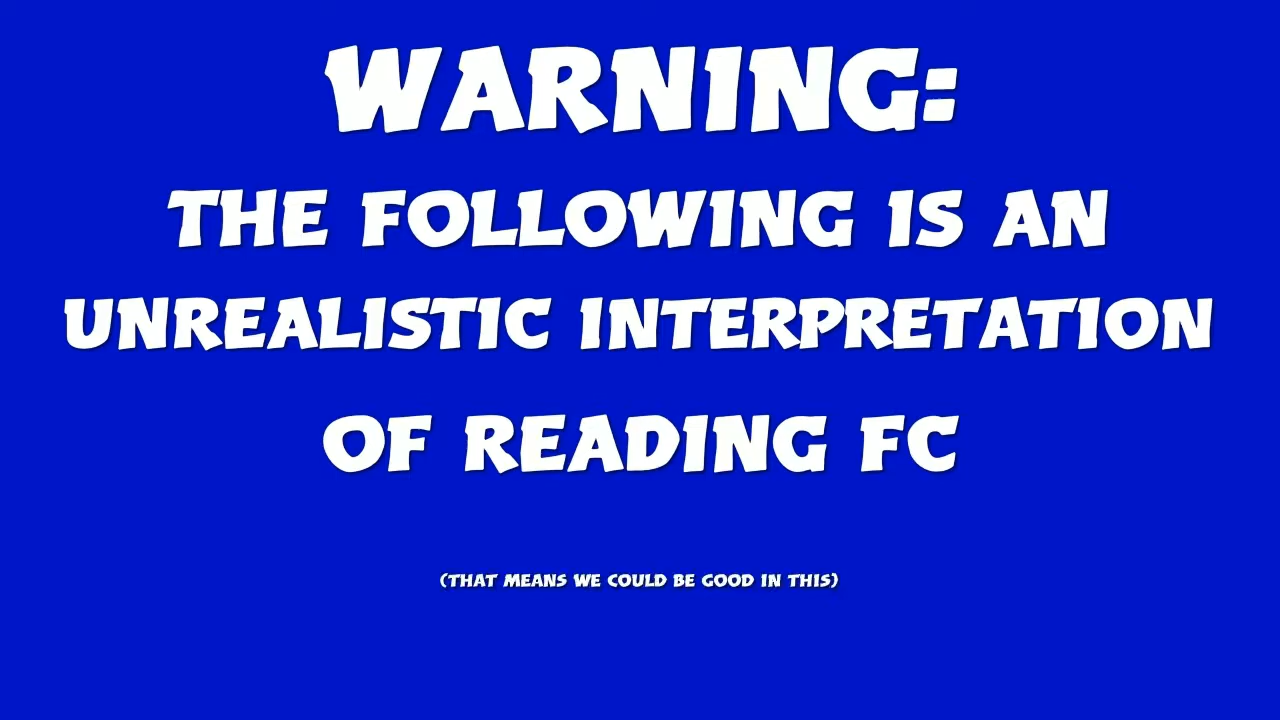 WARNING:
THE FOLLOWING IS AN
UNREALISTIC INTERPRETATION
OF READING FC
(THAT MEANS WE COULD BE GOOD IN THIS)